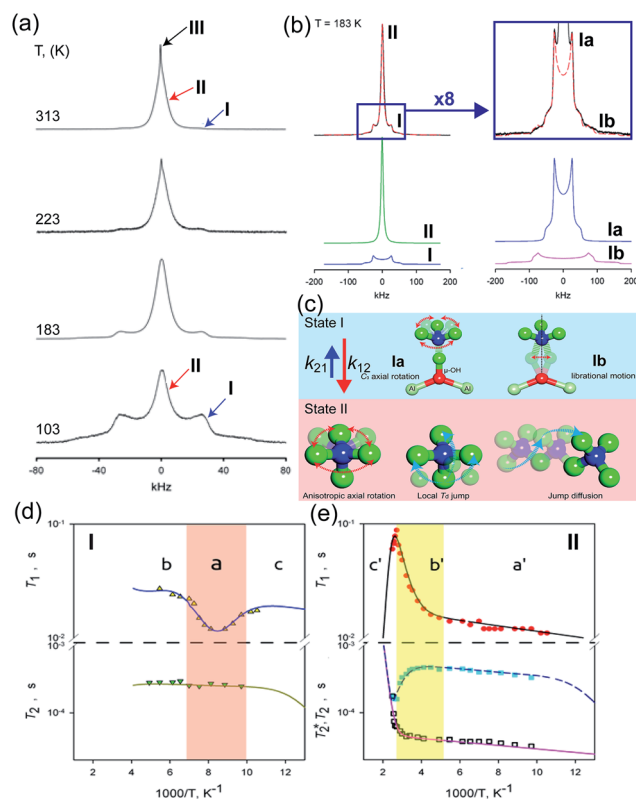 (a)
T, (K)
III
II
I
313
223
183
103
II
I
-80 -40 0 40 80
kHz
(b)
T = 183 K
II
I
x8
Ia
Ib
II
I
Ia
Ib
-200 -100 0 100 200
kHz
-200 -100 0 100 200
kHz
(c)
State I
k21 k12
Ia
C3 axial rotation
μ-OH
Al Al
Ib
librational motion
State II
Anisotropic axial rotation
Local Td jump
Jump diffusion
(d)
10-1
I
b a c
T1, s
10-2
10-3
T2, s
10-4
2 4 6 8 10 12
1000/T, K-1
(e)
10-1
II
c' b' a'
T1, s
10-2
10-3
T2*, T2, s
10-4
2 4 6 8 10 12
1000/T, K-1